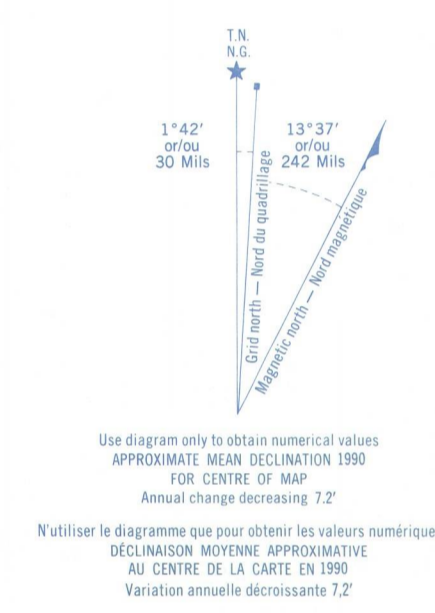 T.N.
N.G.
1°42′
or/ou
30 Mils
13°37′
or/ou
242 Mils
Grid north — Nord du quadrillage
Magnetic north — Nord magnetique
Use diagram only to obtain numerical values
APPROXIMATE MEAN DECLINATION 1990
FOR CENTRE OF MAP
Annual change decreasing 7.2′
N'utiliser le diagramme que pour obtenir les valeurs numérique
DÉCLINAISON MOYENNE APPROXIMATIVE
AU CENTRE DE LA CARTE EN 1990
Variation annuelle décroissante 7,2′